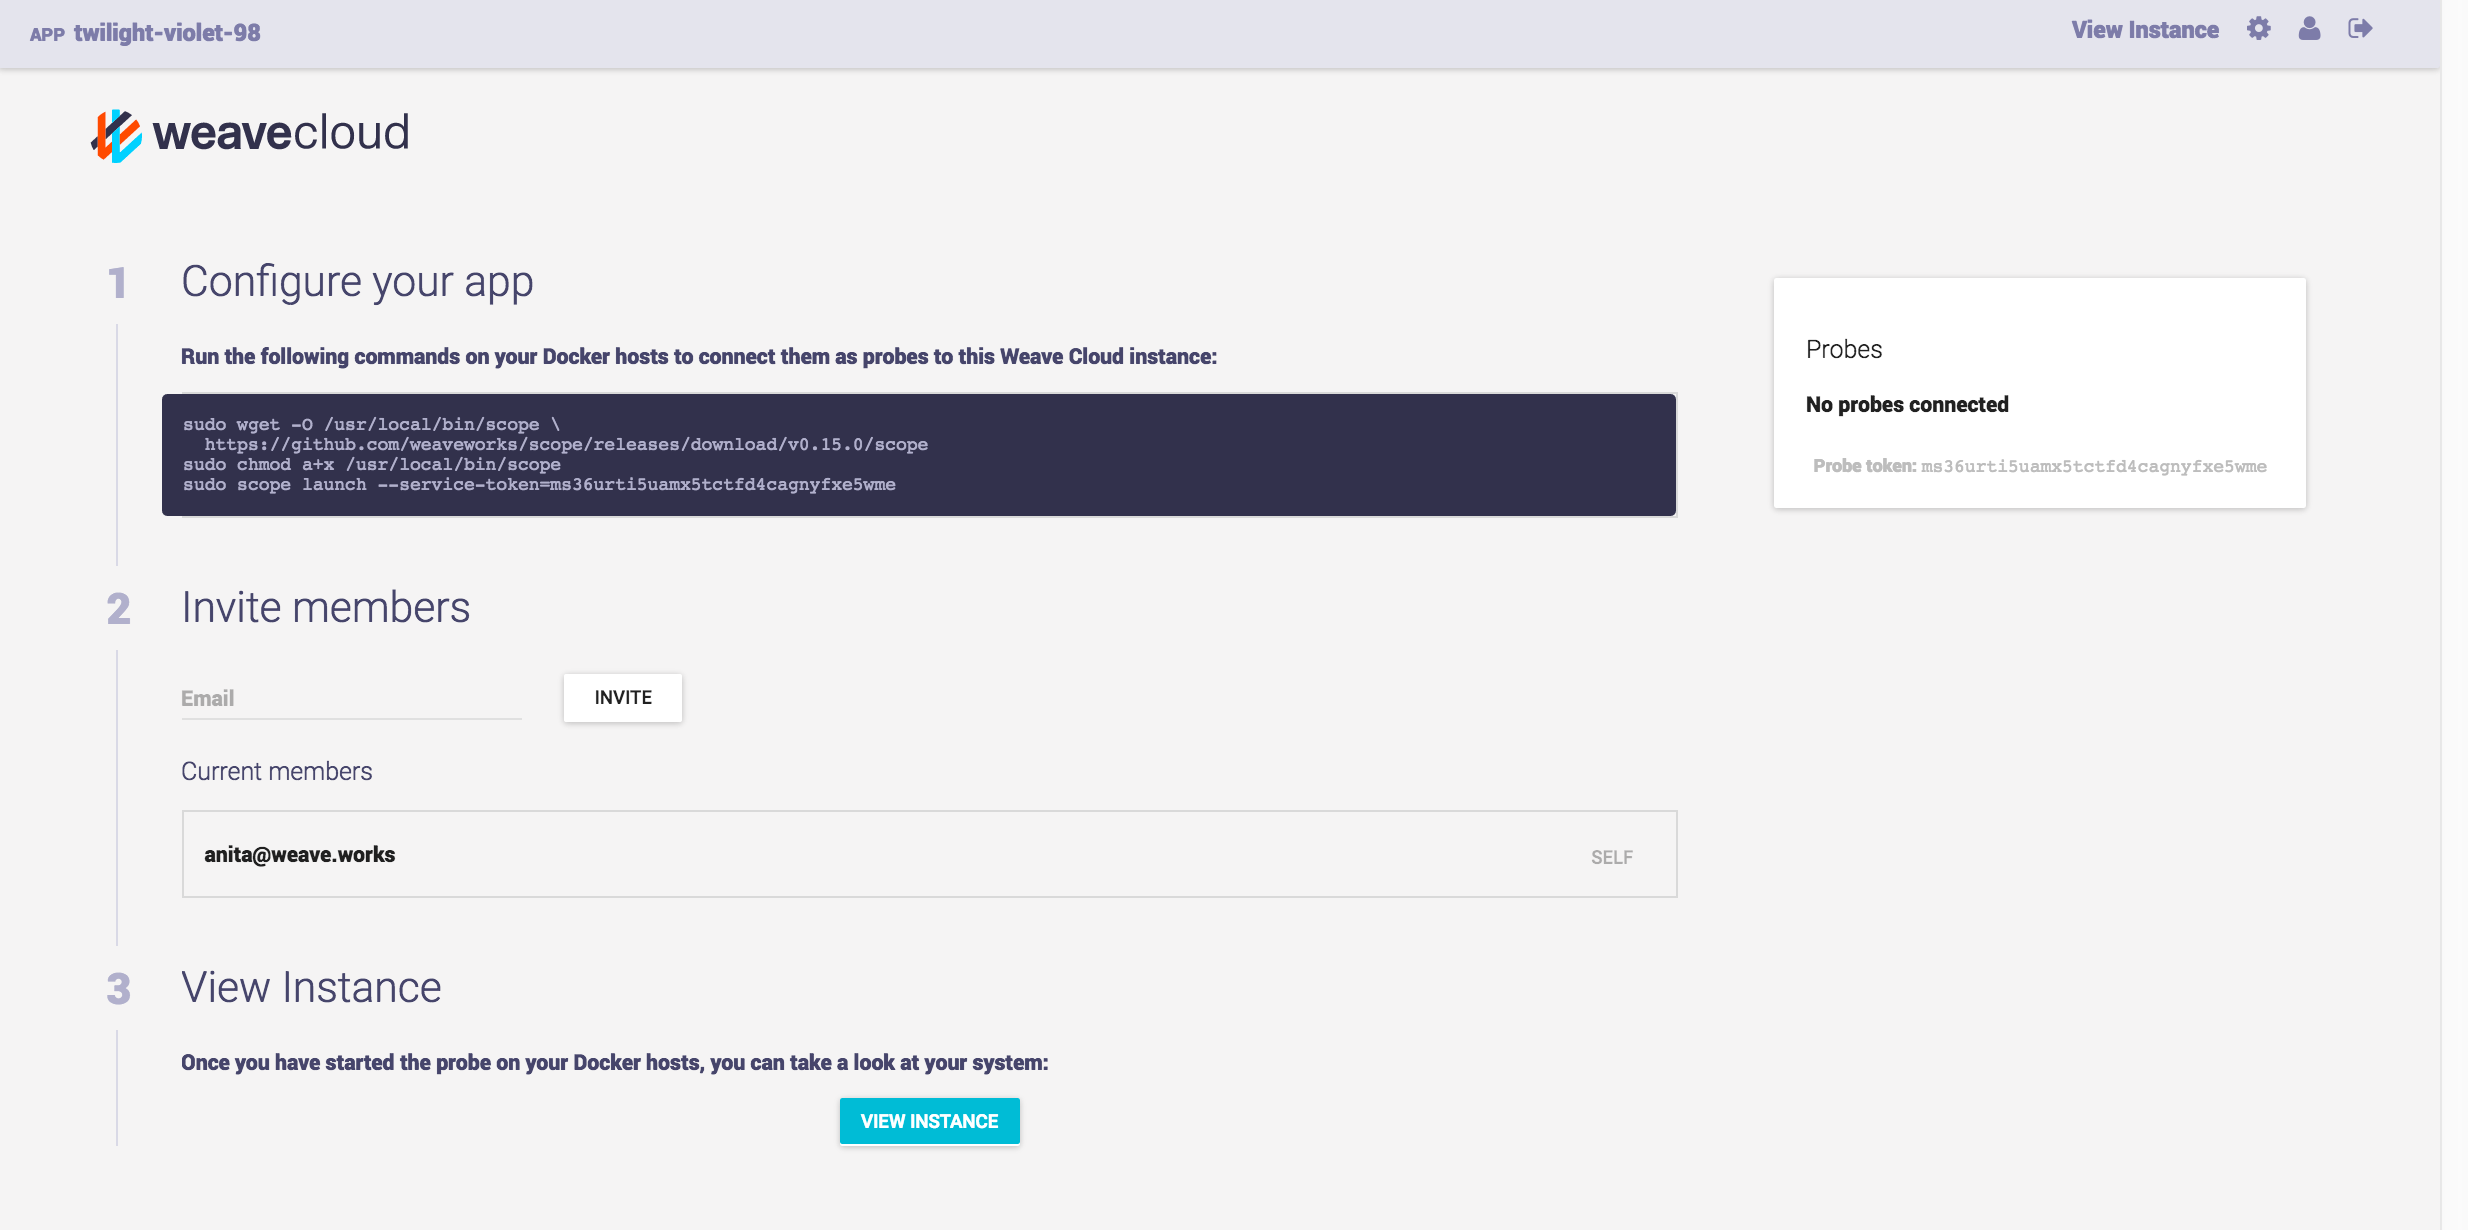 APP twilight-violet-98
View Instance
weavecloud
1 Configure your app
Run the following commands on your Docker hosts to connect them as probes to this Weave Cloud instance:
sudo wget -O /usr/local/bin/scope \
https://github.com/weaveworks/scope/releases/download/v0.15.0/scope
sudo chmod a+x /usr/local/bin/scope
sudo scope launch --service-token=ms36urti5uamx5tctfd4cagnyfxe5wme
Probes
No probes connected
Probe token: ms36urti5uamx5tctfd4cagnyfxe5wme
2 Invite members
Email
INVITE
Current members
anita@weave.works
SELF
3 View Instance
Once you have started the probe on your Docker hosts, you can take a look at your system:
VIEW INSTANCE